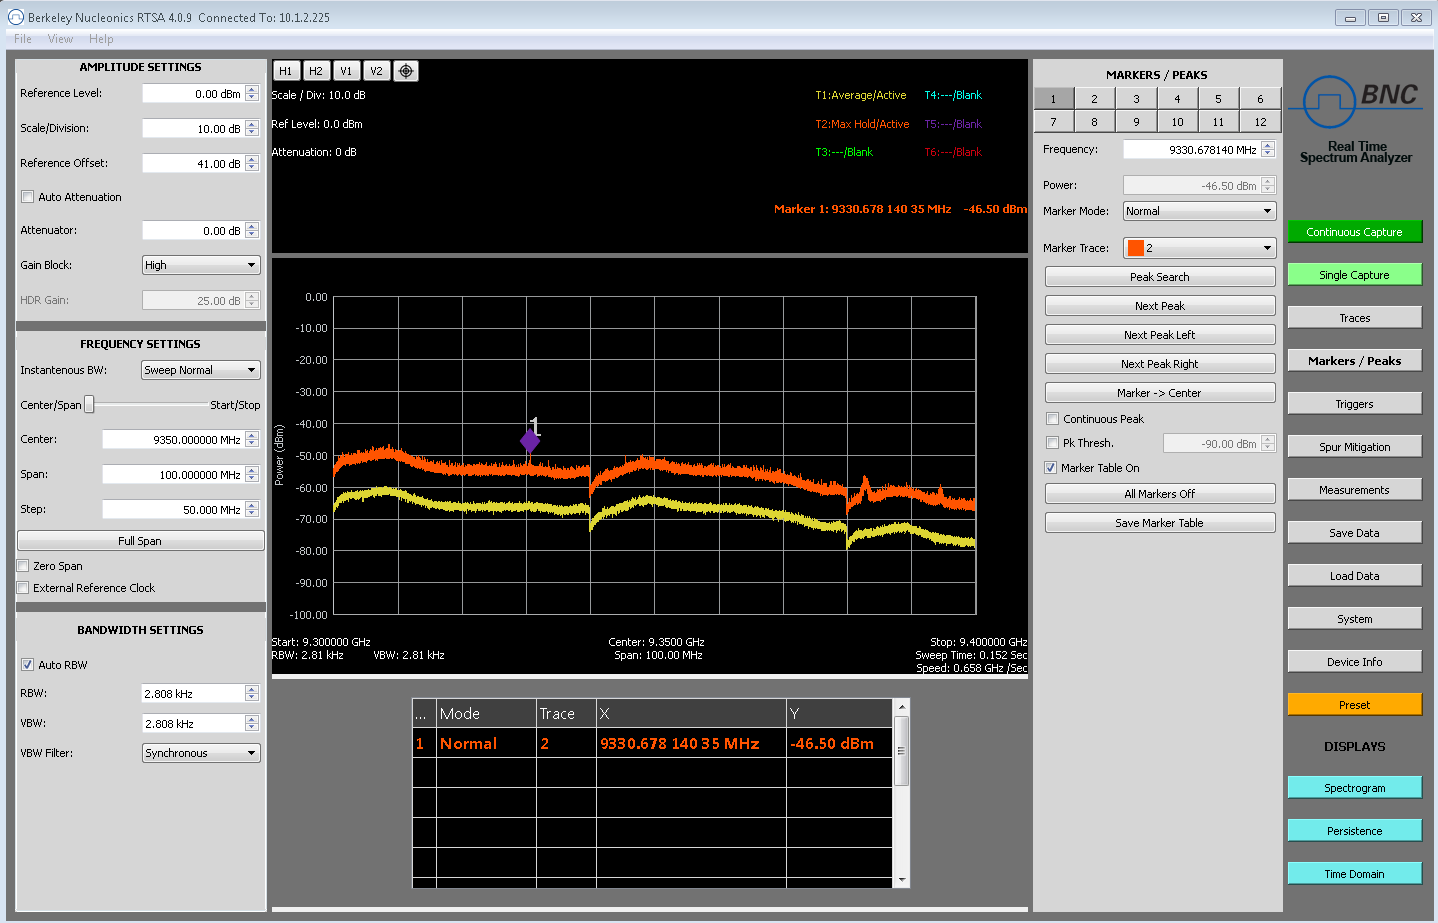 Berkeley Nucleonics RTSA 4.0.9 Connected To: 10.1.2.225
File View Help
AMPLITUDE SETTINGS
Reference Level: 0.00 dBm
Scale/Division: 10.00 dB
Reference Offset: 41.00 dB
Auto Attenuation
Attenuator: 0.00 dB
Gain Block: High
HDR Gain: 25.00 dB
FREQUENCY SETTINGS
Instantenous BW: Sweep Normal
Center/Span Start/Stop
Center: 9350.000000 MHz
Span: 100.000000 MHz
Step: 50.000 MHz
Full Span
Zero Span
External Reference Clock
BANDWIDTH SETTINGS
Auto RBW
RBW: 2.808 kHz
VBW: 2.808 kHz
VBW Filter: Synchronous
H1 H2 V1 V2
Scale / Div: 10.0 dB
Ref Level: 0.0 dBm
Attenuation: 0 dB
T1:Average/Active T4:---/Blank
T2:Max Hold/Active T5:---/Blank
T3:---/Blank T6:---/Blank
Marker 1: 9330.678 140 35 MHz -46.50 dBm
0.00
-10.00
-20.00
-30.00
-40.00
-50.00
-60.00
-70.00
-80.00
-90.00
-100.00
Power (dBm)
1
Start: 9.300000 GHz Center: 9.3500 GHz Stop: 9.400000 GHz
RBW: 2.81 kHz VBW: 2.81 kHz Span: 100.00 MHz Sweep Time: 0.152 Sec
Speed: 0.658 GHz /Sec
... Mode Trace X Y
1 Normal 2 9330.678 140 35 MHz -46.50 dBm
MARKERS / PEAKS
1 2 3 4 5 6
7 8 9 10 11 12
Frequency: 9330.678140 MHz
Power: -46.50 dBm
Marker Mode: Normal
Marker Trace: 2
Peak Search
Next Peak
Next Peak Left
Next Peak Right
Marker -> Center
Continuous Peak
Pk Thresh. -90.00 dBm
Marker Table On
All Markers Off
Save Marker Table
BNC
Real Time
Spectrum Analyzer
Continuous Capture
Single Capture
Traces
Markers / Peaks
Triggers
Spur Mitigation
Measurements
Save Data
Load Data
System
Device Info
Preset
DISPLAYS
Spectrogram
Persistence
Time Domain